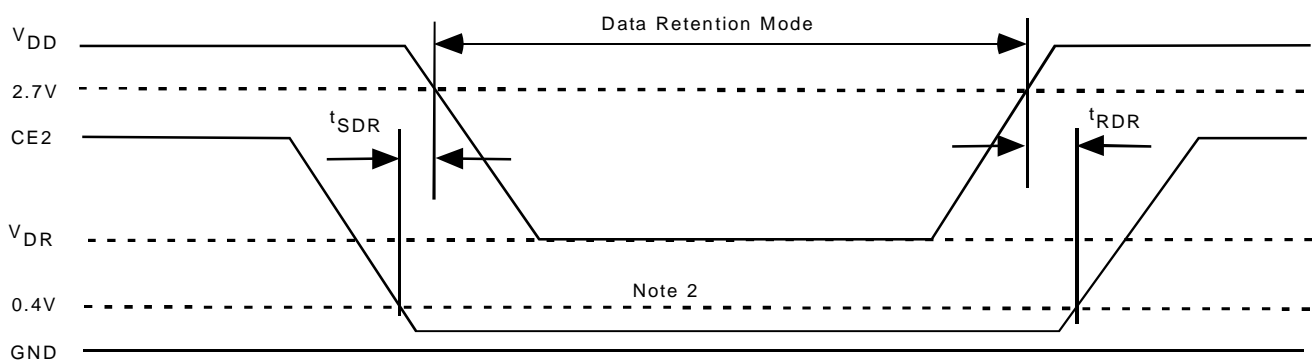 Data Retention Mode
VDD
2.7V
tSDR
tRDR
CE2
VDR
Note 2
0.4V
GND